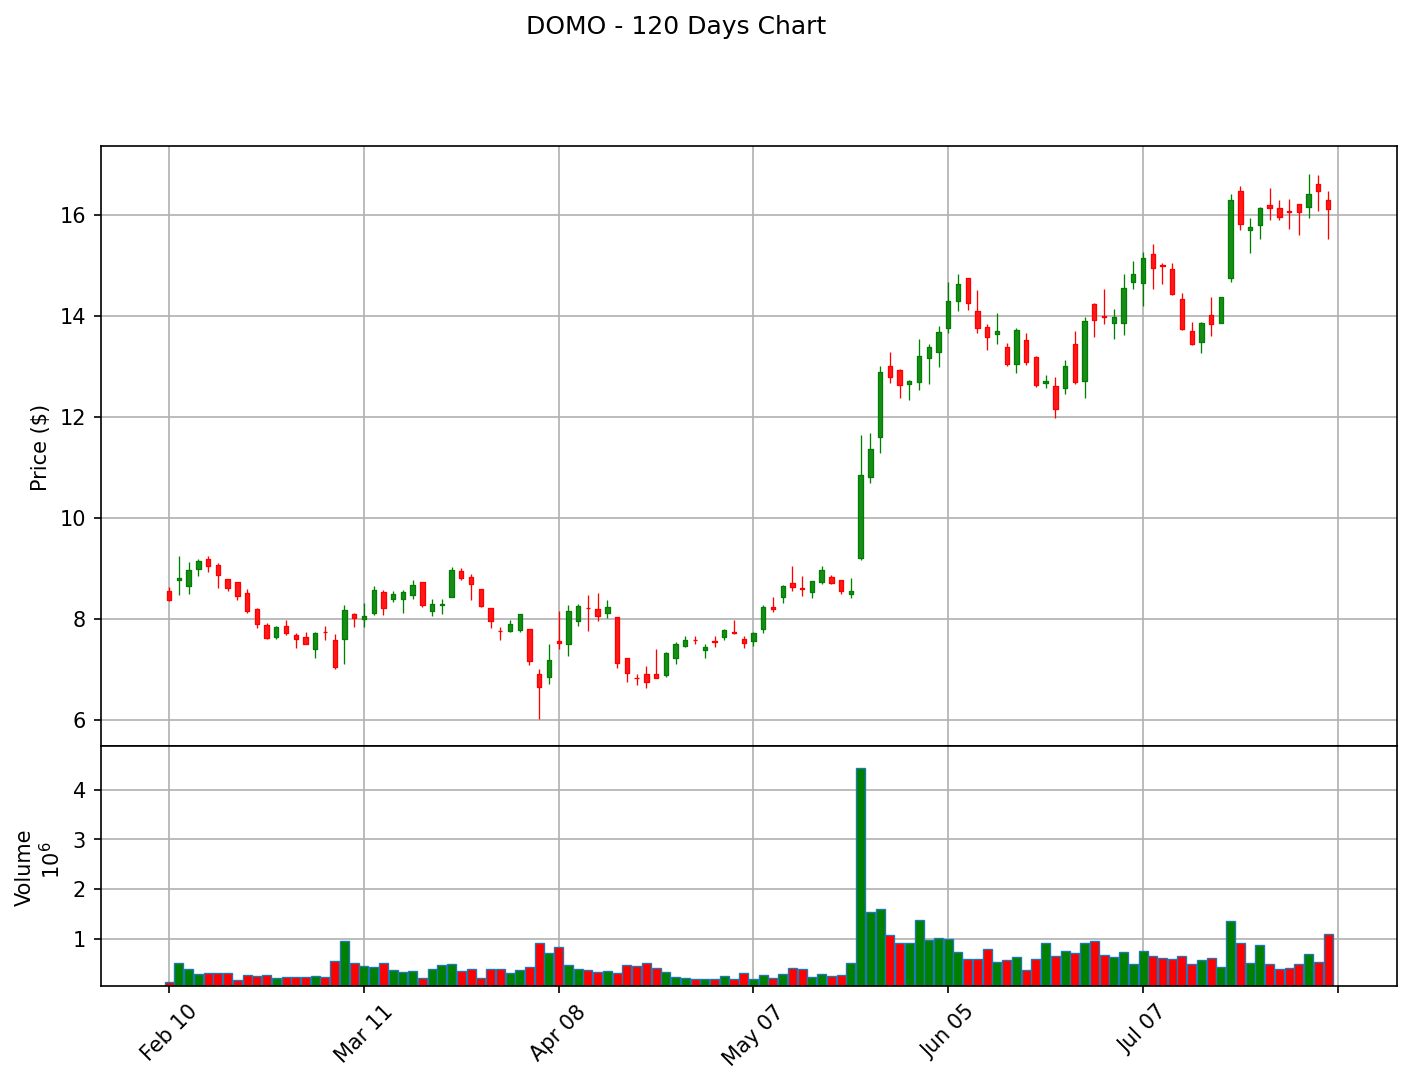 DOMO - 120 Days Chart
Price ($)
16
14
12
10
8
6
Volume
10^6
4
3
2
1
Feb 10
Mar 11
Apr 08
May 07
Jun 05
Jul 07